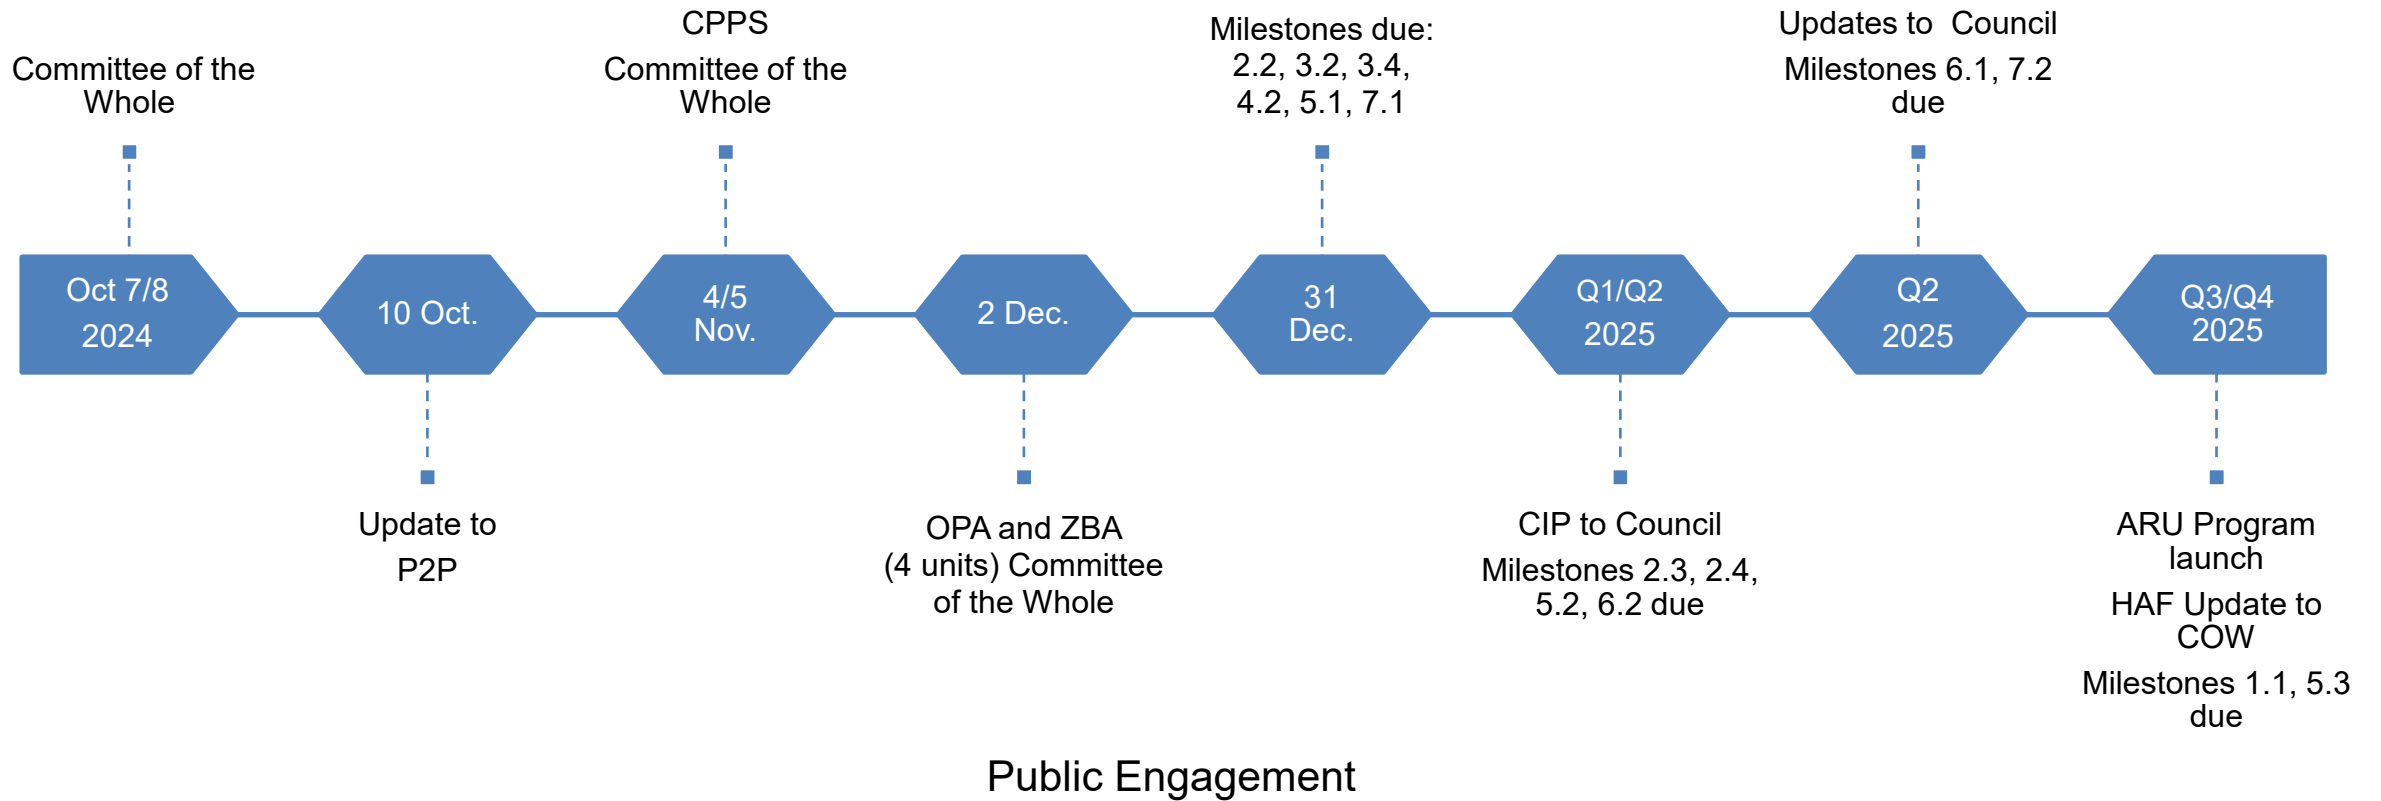 CPPS
Committee of the
Whole
Committee of the
Whole
Milestones due:
2.2, 3.2, 3.4,
4.2, 5.1, 7.1
Updates to  Council
Milestones 6.1, 7.2
due
Oct 7/8
2024
10 Oct.
4/5
Nov.
2 Dec.
31
Dec.
Q1/Q2
2025
Q2
2025
Q3/Q4
2025
Update to
P2P
OPA and ZBA
(4 units) Committee
of the Whole
CIP to Council
Milestones 2.3, 2.4,
5.2, 6.2 due
ARU Program
launch
HAF Update to
COW
Milestones 1.1, 5.3
due
Public Engagement